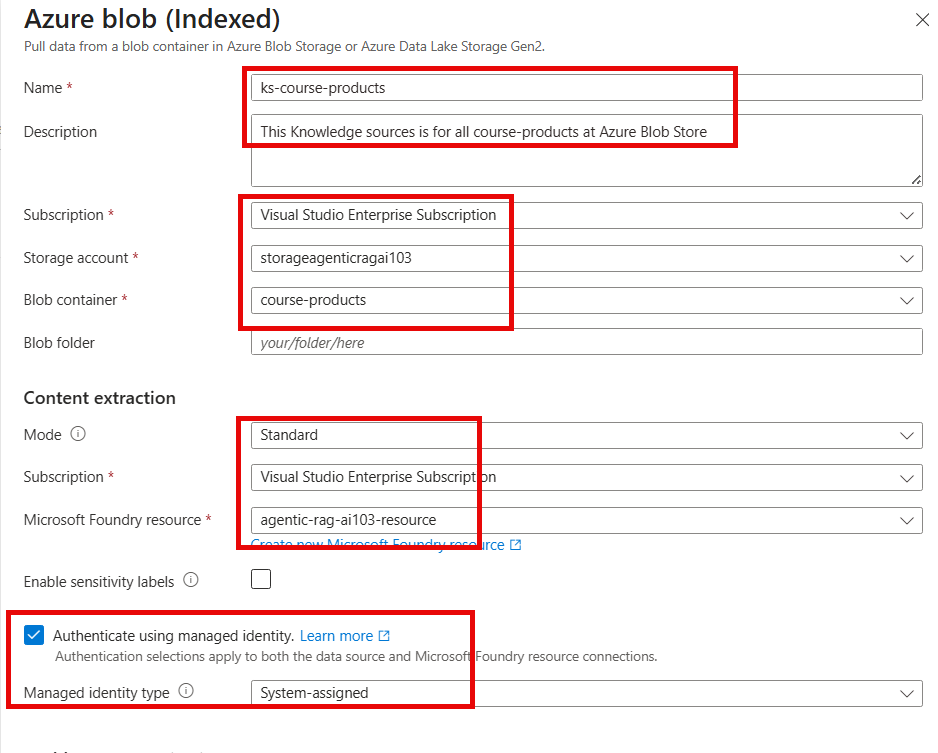 Azure blob (Indexed)
Pull data from a blob container in Azure Blob Storage or Azure Data Lake Storage Gen2.
Name * ks-course-products
Description This Knowledge sources is for all course-products at Azure Blob Store
Subscription * Visual Studio Enterprise Subscription
Storage account * storageagenticragai103
Blob container * course-products
Blob folder your/folder/here
Content extraction
Mode Standard
Subscription * Visual Studio Enterprise Subscription
Microsoft Foundry resource * agentic-rag-ai103-resource
Create new Microsoft Foundry resource
Enable sensitivity labels
Authenticate using managed identity. Learn more
Authentication selections apply to both the data source and Microsoft Foundry resource connections.
Managed identity type System-assigned